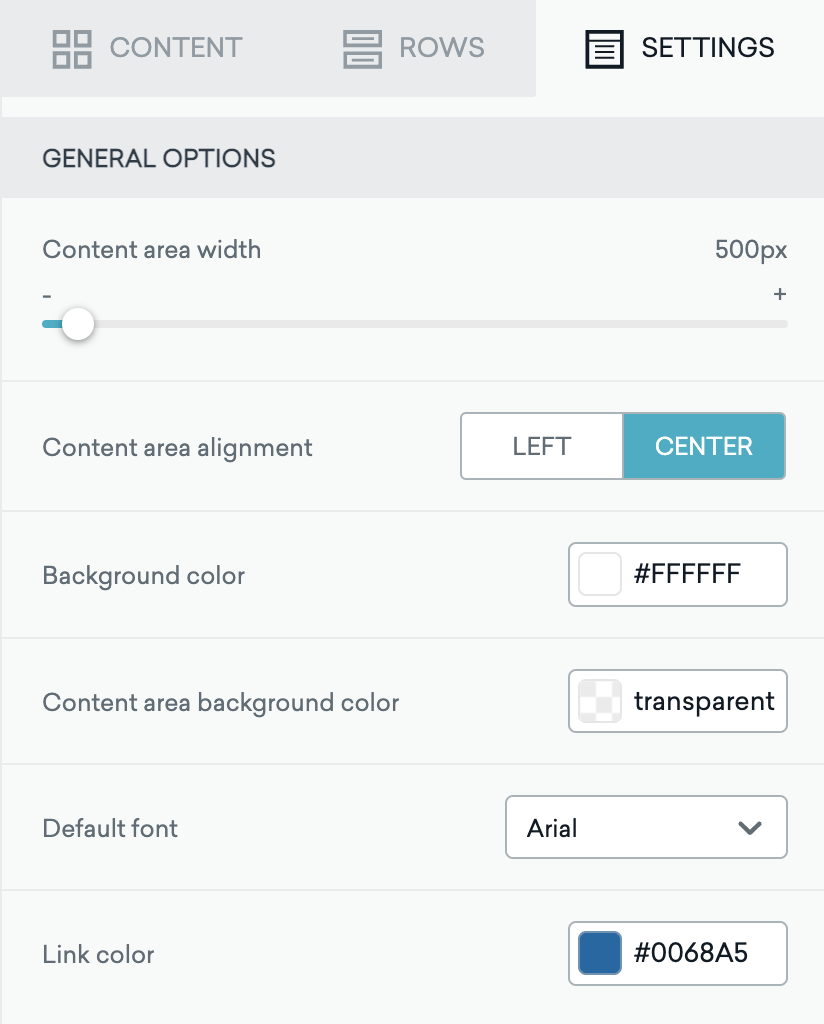 CONTENT ROWS SETTINGS
GENERAL OPTIONS
Content area width 500px
- +
Content area alignment LEFT CENTER
Background color #FFFFFF
Content area background color transparent
Default font Arial
Link color #0068A5